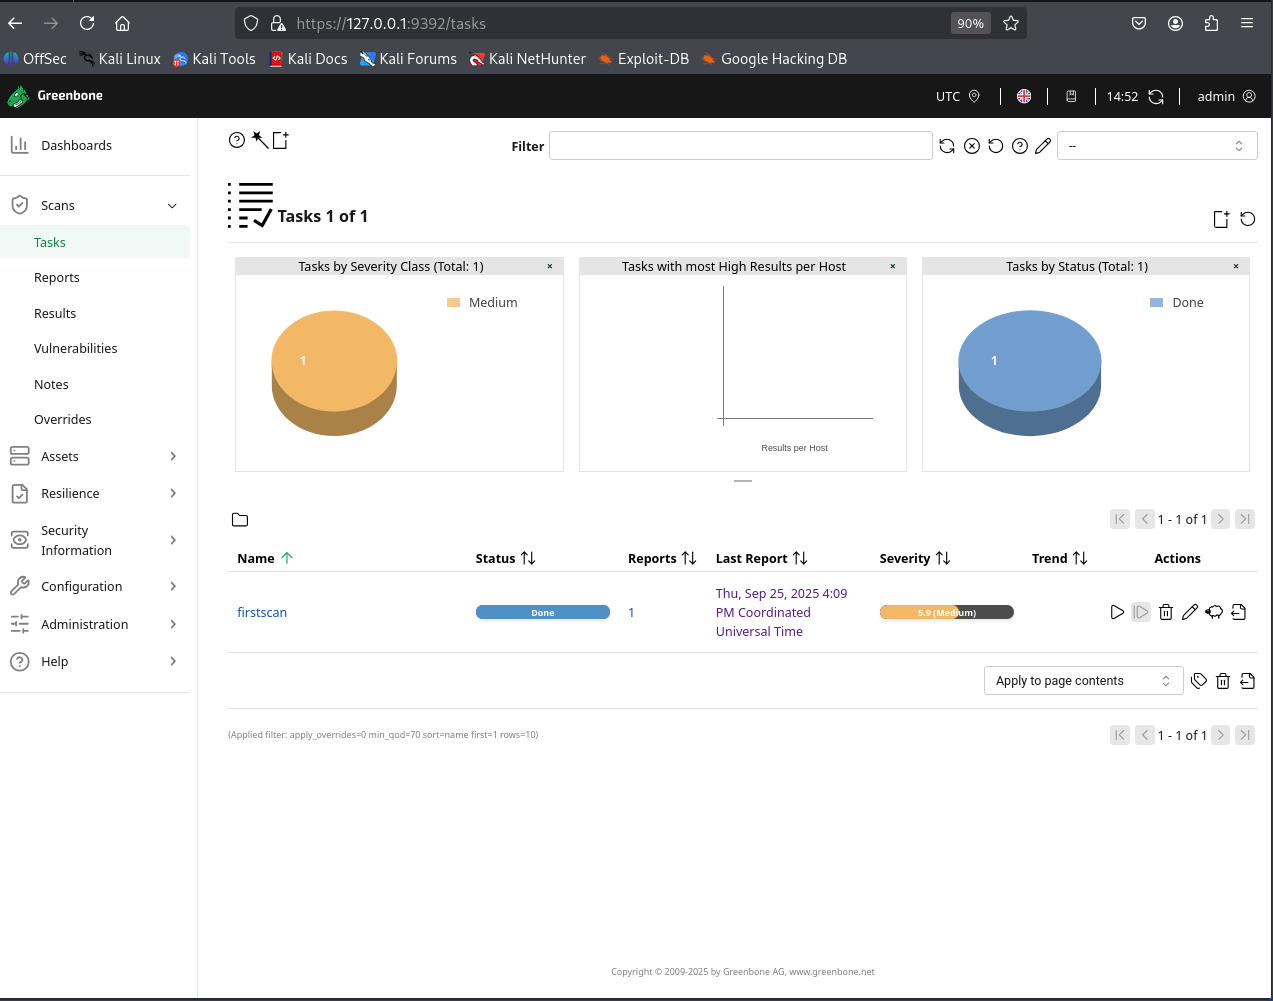 https://127.0.0.1:9392/tasks
90%
OffSec Kali Linux Kali Tools Kali Docs Kali Forums Kali NetHunter Exploit-DB Google Hacking DB
Greenbone
UTC
14:52
admin
Dashboards
Scans
Tasks
Reports
Results
Vulnerabilities
Notes
Overrides
Assets
Resilience
Security
Information
Configuration
Administration
Help
Filter
--
Tasks 1 of 1
Tasks by Severity Class (Total: 1) ×
Medium
1
Tasks with most High Results per Host ×
Results per Host
Tasks by Status (Total: 1) ×
Done
1
1 - 1 of 1
Name Status Reports Last Report Severity Trend Actions
firstscan
Done
1
Thu, Sep 25, 2025 4:09
PM Coordinated
Universal Time
5.9 (Medium)
Apply to page contents
(Applied filter: apply_overrides=0 min_qod=70 sort=name first=1 rows=10)
1 - 1 of 1
Copyright © 2009-2025 by Greenbone AG, www.greenbone.net